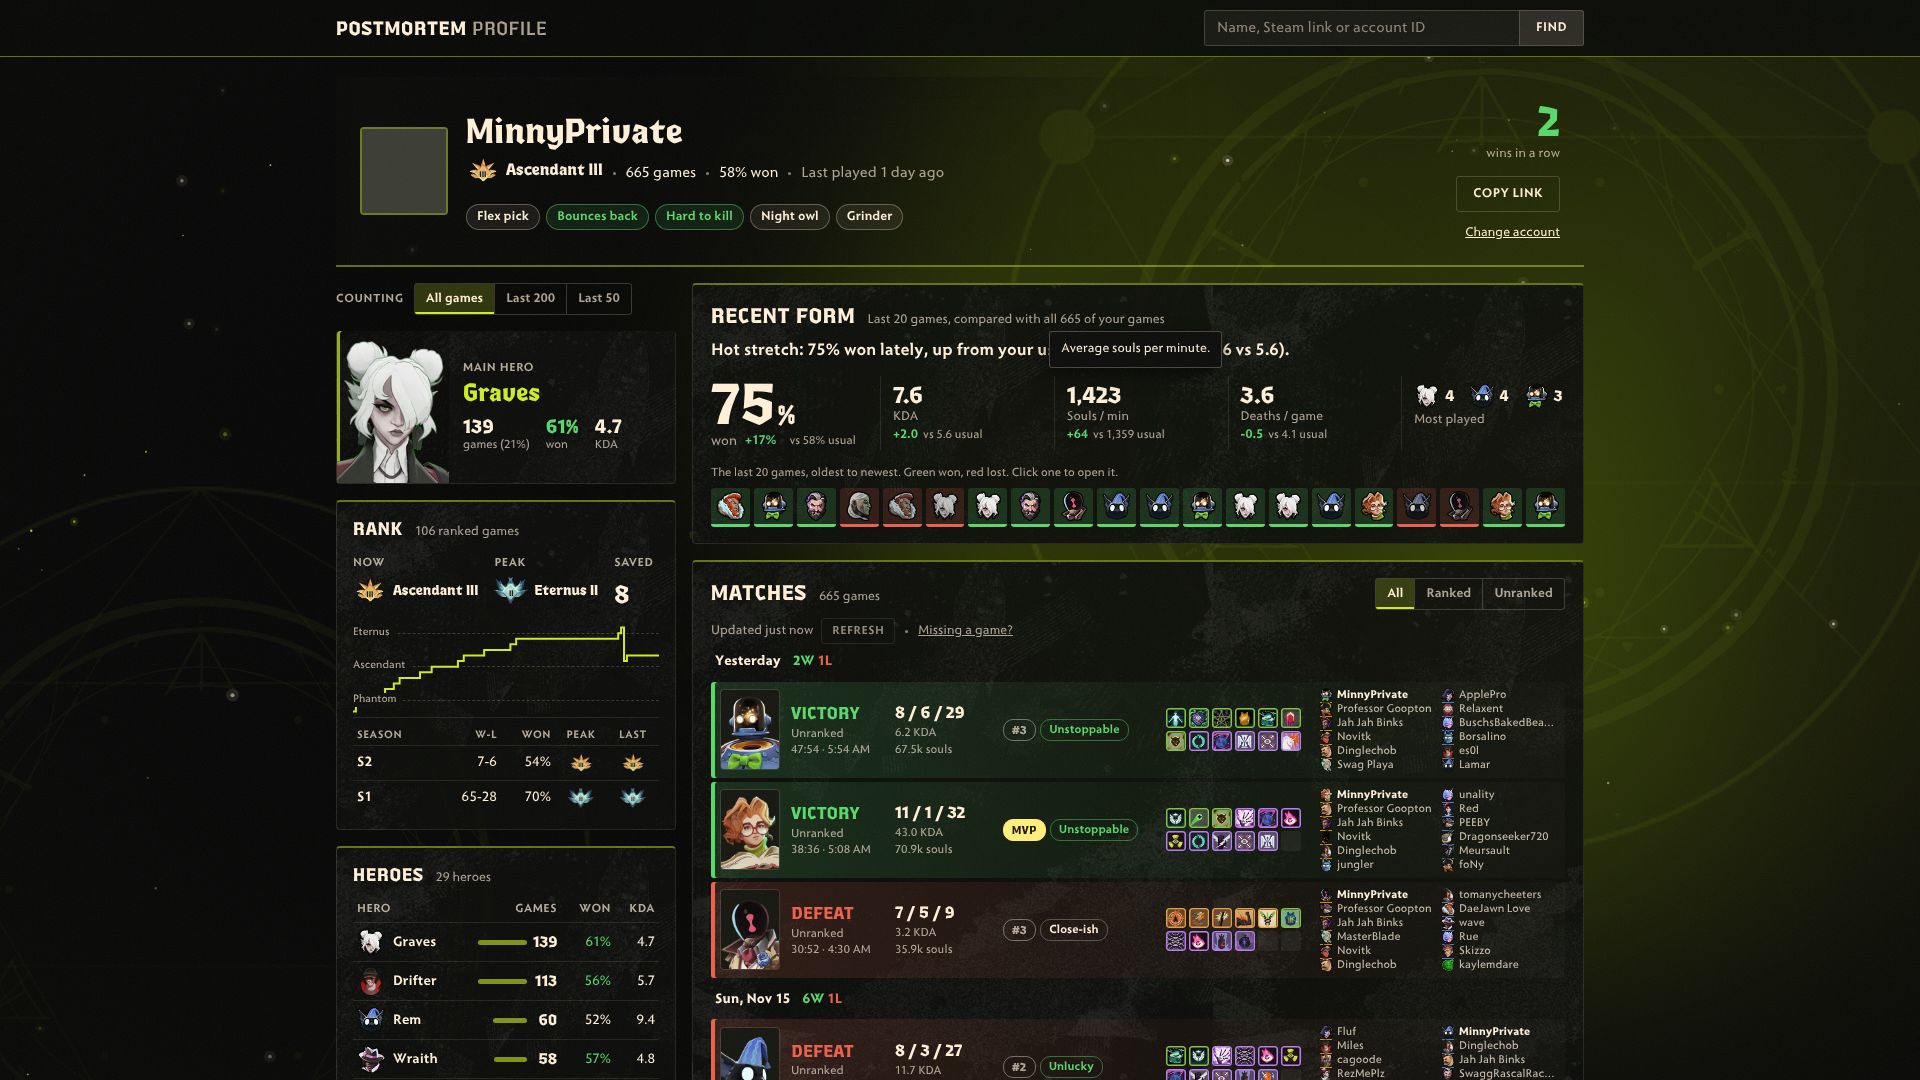 POSTMORTEM PROFILE
Name, Steam link or account ID
FIND
MinnyPrivate
Ascendant III · 665 games · 58% won · Last played 1 day ago
Flex pick
Bounces back
Hard to kill
Night owl
Grinder
2
wins in a row
COPY LINK
Change account
COUNTING
All games
Last 200
Last 50
MAIN HERO
Graves
139 61% 4.7
games (21%) won KDA
RANK 106 ranked games
NOW PEAK SAVED
Ascendant III Eternus II 8
Eternus
Ascendant
Phantom
SEASON W-L WON PEAK LAST
S2 7-6 54%
S1 65-28 70%
HEROES 29 heroes
HERO GAMES WON KDA
Graves 139 61% 4.7
Drifter 113 56% 5.7
Rem 60 52% 9.4
Wraith 58 57% 4.8
RECENT FORM Last 20 games, compared with all 665 of your games
Hot stretch: 75% won lately, up from your u
Average souls per minute.
6 vs 5.6).
75%
won +17% vs 58% usual
7.6
KDA
+2.0 vs 5.6 usual
1,423
Souls / min
+64 vs 1,359 usual
3.6
Deaths / game
-0.5 vs 4.1 usual
4 4 3
Most played
The last 20 games, oldest to newest. Green won, red lost. Click one to open it.
MATCHES 665 games
All
Ranked
Unranked
Updated just now REFRESH · Missing a game?
Yesterday 2W 1L
VICTORY
Unranked
47:54 · 5:54 AM
8 / 6 / 29
6.2 KDA
67.5k souls
#3 Unstoppable
MinnyPrivate
Professor Goopton
Jah Jah Binks
Novitk
Dinglechob
Swag Playa
ApplePro
Relaxent
BuschsBakedBea...
Borsalino
es0l
Lamar
VICTORY
Unranked
38:36 · 5:08 AM
11 / 1 / 32
43.0 KDA
70.9k souls
MVP Unstoppable
MinnyPrivate
Professor Goopton
Jah Jah Binks
Novitk
Dinglechob
jungler
unality
Red
PEEBY
Dragonseeker720
Meursault
foNy
DEFEAT
Unranked
30:52 · 4:30 AM
7 / 5 / 9
3.2 KDA
35.9k souls
#3 Close-ish
MinnyPrivate
Professor Goopton
Jah Jah Binks
MasterBlade
Novitk
Dinglechob
tomanycheeters
DaeJawn Love
wave
Rue
Skizzo
kaylemdare
Sun, Nov 15 6W 1L
DEFEAT
Unranked
8 / 3 / 27
11.7 KDA
#2 Unlucky
Fluf
Miles
cagoode
RezMePlz
MinnyPrivate
Dinglechob
Jah Jah Binks
SwaggRascalRac...